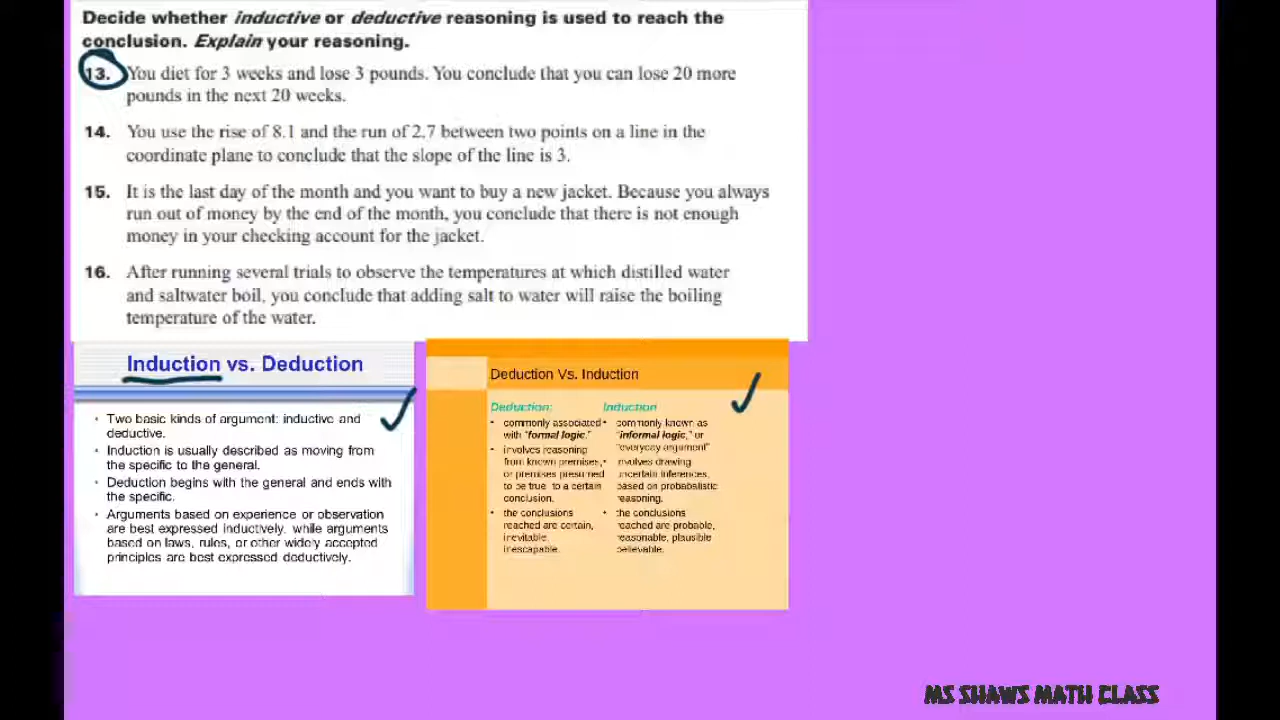 Decide whether inductive or deductive reasoning is used to reach the
conclusion. Explain your reasoning.
13. You diet for 3 weeks and lose 3 pounds. You conclude that you can lose 20 more
pounds in the next 20 weeks.
14. You use the rise of 8.1 and the run of 2.7 between two points on a line in the
coordinate plane to conclude that the slope of the line is 3.
15. It is the last day of the month and you want to buy a new jacket. Because you always
run out of money by the end of the month, you conclude that there is not enough
money in your checking account for the jacket.
16. After running several trials to observe the temperatures at which distilled water
and saltwater boil, you conclude that adding salt to water will raise the boiling
temperature of the water.
Induction vs. Deduction
• Two basic kinds of argument: inductive and
deductive.
• Induction is usually described as moving from
the specific to the general.
• Deduction begins with the general and ends with
the specific.
• Arguments based on experience or observation
are best expressed inductively, while arguments
based on laws, rules, or other widely accepted
principles are best expressed deductively.
Deduction Vs. Induction
Deduction:
• commonly associated
with "formal logic."
• involves reasoning
from known premises,
or premises presumed
to be true, to a certain
conclusion.
• the conclusions
reached are certain,
inevitable,
inescapable.
Induction
• commonly known as
"informal logic," or
"everyday argument"
• involves drawing
uncertain inferences,
based on probabalistic
reasoning.
• the conclusions
reached are probable,
reasonable, plausible
believable.
MS SHAWS MATH CLASS